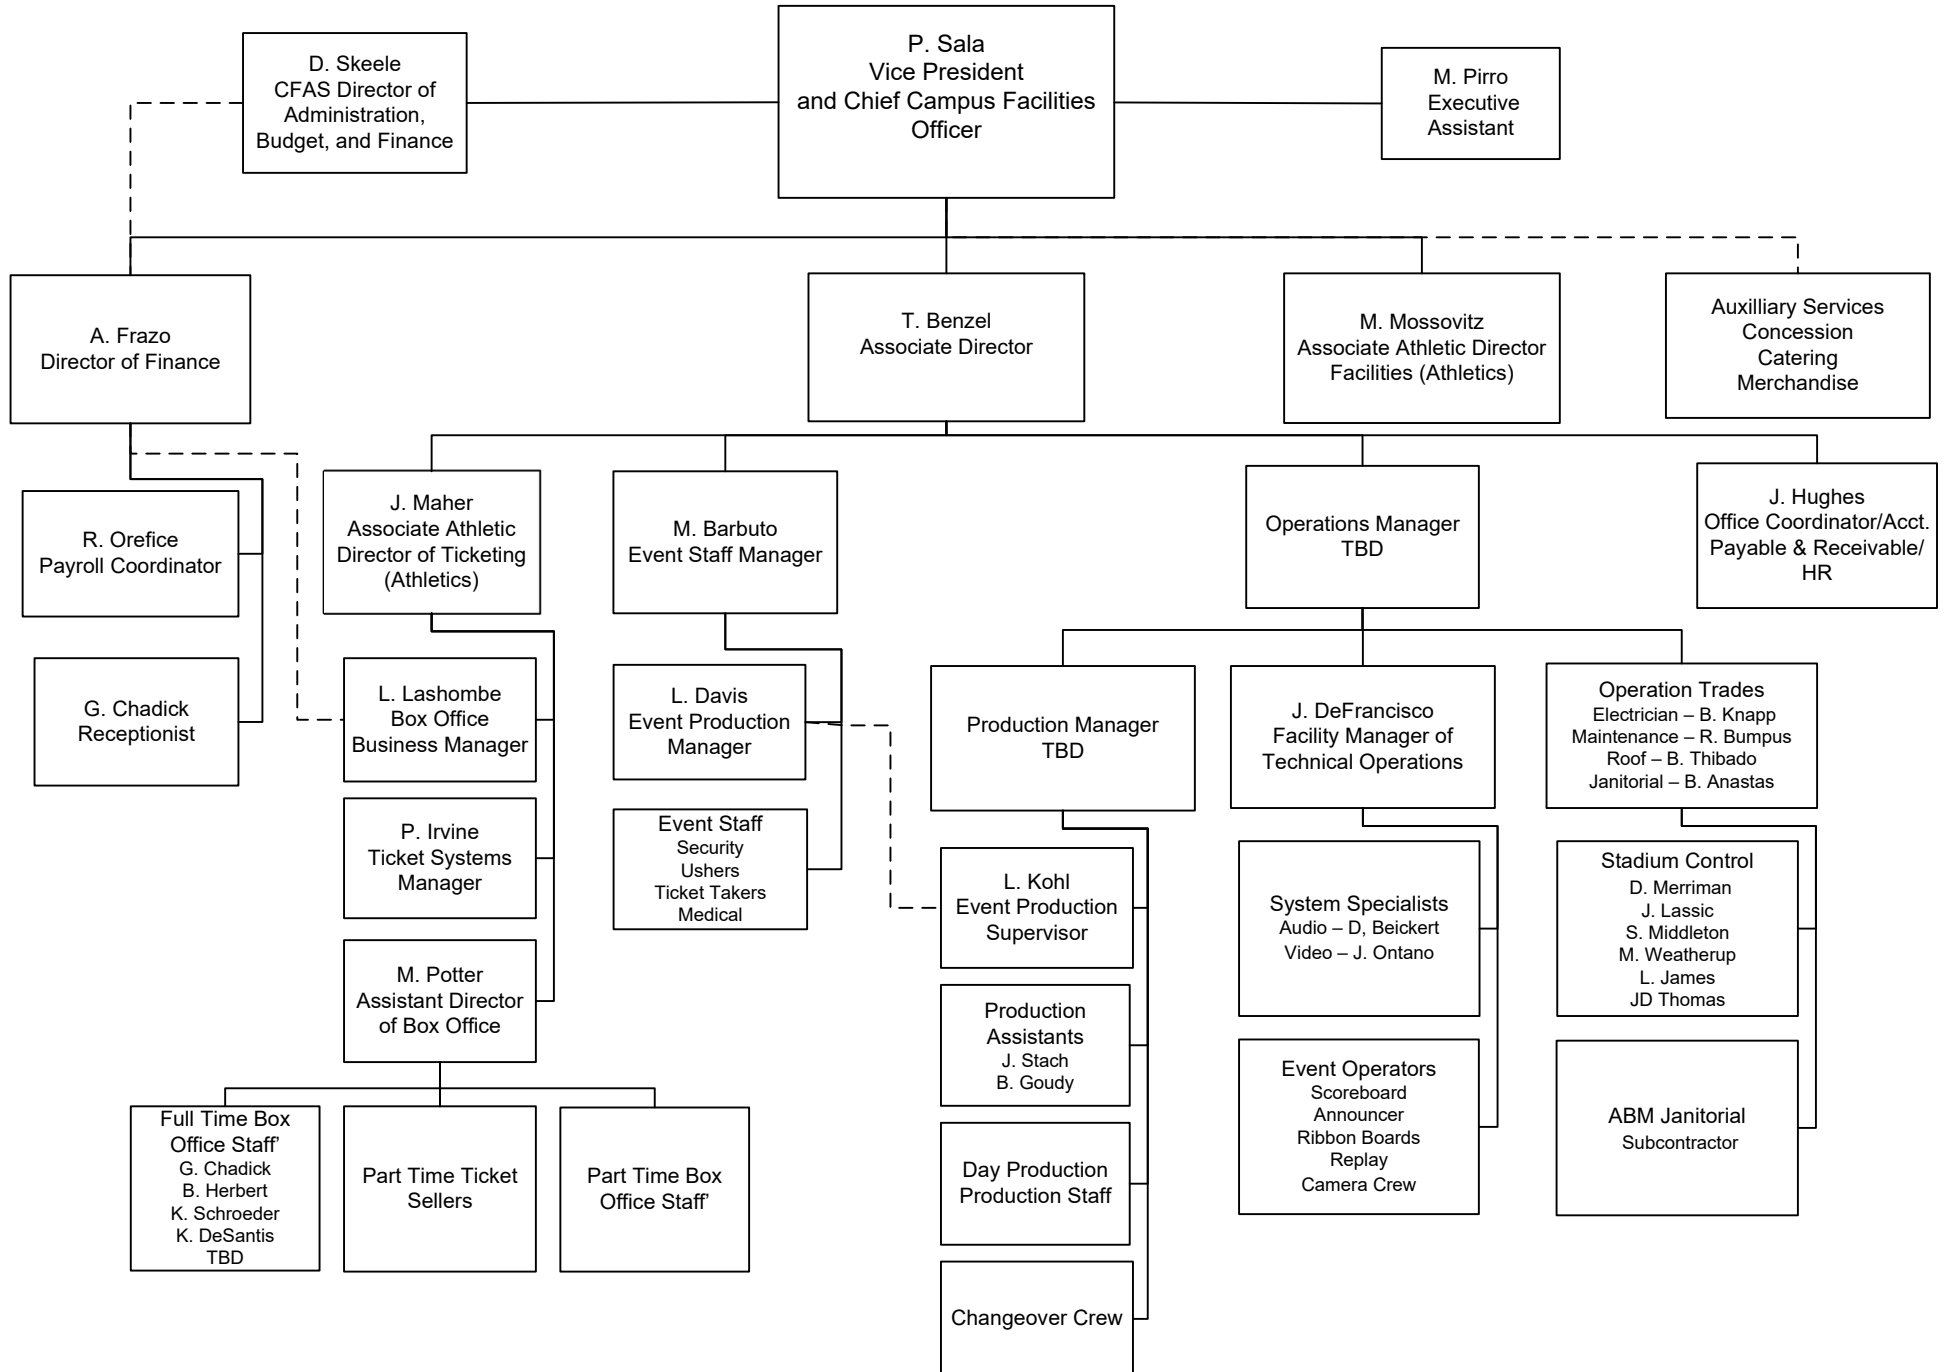 P. Sala
Vice President
and Chief Campus Facilities
Officer
D. Skeele
CFAS Director of
Administration,
Budget, and Finance
M. Pirro
Executive
Assistant
A. Frazo
Director of Finance
T. Benzel
Associate Director
M. Mossovitz
Associate Athletic Director
Facilities (Athletics)
Auxilliary Services
Concession
Catering
Merchandise
R. Orefice
Payroll Coordinator
G. Chadick
Receptionist
J. Maher
Associate Athletic
Director of Ticketing
(Athletics)
L. Lashombe
Box Office
Business Manager
P. Irvine
Ticket Systems
Manager
M. Potter
Assistant Director
of Box Office
Full Time Box
Office Staff’
G. Chadick
B. Herbert
K. Schroeder
K. DeSantis
TBD
Part Time Ticket
Sellers
Part Time Box
Office Staff’
M. Barbuto
Event Staff Manager
L. Davis
Event Production
Manager
Event Staff
Security
Ushers
Ticket Takers
Medical
Operations Manager
TBD
J. Hughes
Office Coordinator/Acct.
Payable & Receivable/
HR
Production Manager
TBD
L. Kohl
Event Production
Supervisor
Production
Assistants
J. Stach
B. Goudy
Day Production
Production Staff
Changeover Crew
J. DeFrancisco
Facility Manager of
Technical Operations
System Specialists
Audio – D, Beickert
Video – J. Ontano
Event Operators
Scoreboard
Announcer
Ribbon Boards
Replay
Camera Crew
Operation Trades
Electrician – B. Knapp
Maintenance – R. Bumpus
Roof – B. Thibado
Janitorial – B. Anastas
Stadium Control
D. Merriman
J. Lassic
S. Middleton
M. Weatherup
L. James
JD Thomas
ABM Janitorial
Subcontractor